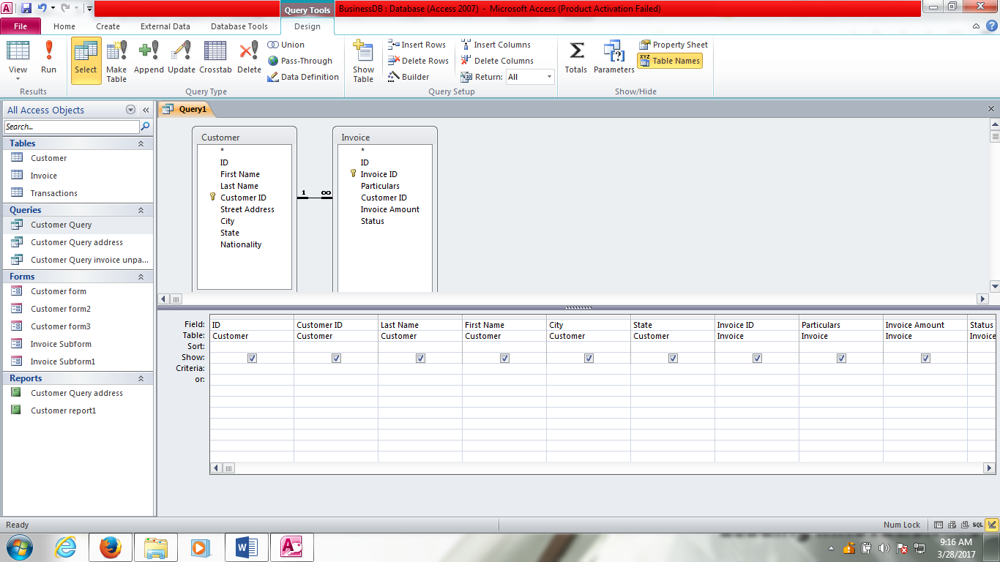 Query Tools
BusinessDB : Database (Access 2007) - Microsoft Access (Product Activation Failed)
File Home Create External Data Database Tools Design
View
Run
Results
Select
Make Table
Append
Update
Crosstab
Delete
Union
Pass-Through
Data Definition
Query Type
Show Table
Insert Rows
Delete Rows
Builder
Insert Columns
Delete Columns
Return: All
Query Setup
Totals
Parameters
Property Sheet
XYZ Table Names
Show/Hide
All Access Objects
Search...
Tables
Customer
Invoice
Transactions
Queries
Customer Query
Customer Query address
Customer Query invoice unpa...
Forms
Customer form
Customer form2
Customer form3
Invoice Subform
Invoice Subform1
Reports
Customer Query address
Customer report1
Query1
Customer
*
ID
First Name
Last Name
Customer ID
Street Address
City
State
Nationality
1 ∞
Invoice
*
ID
Invoice ID
Particulars
Customer ID
Invoice Amount
Status
Field: ID Customer ID Last Name First Name City State Invoice ID Particulars Invoice Amount Status
Table: Customer Customer Customer Customer Customer Customer Invoice Invoice Invoice Invoice
Sort:
Show:
Criteria:
or:
Ready
Num Lock
SQL
9:16 AM
3/28/2017